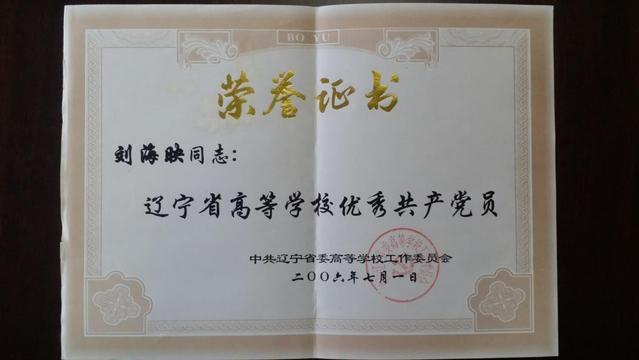 BO YU
荣誉证书
刘海映同志：
辽宁省高等学校优秀共产党员
中共辽宁省委高等学校工作委员会
二〇〇六年七月一日